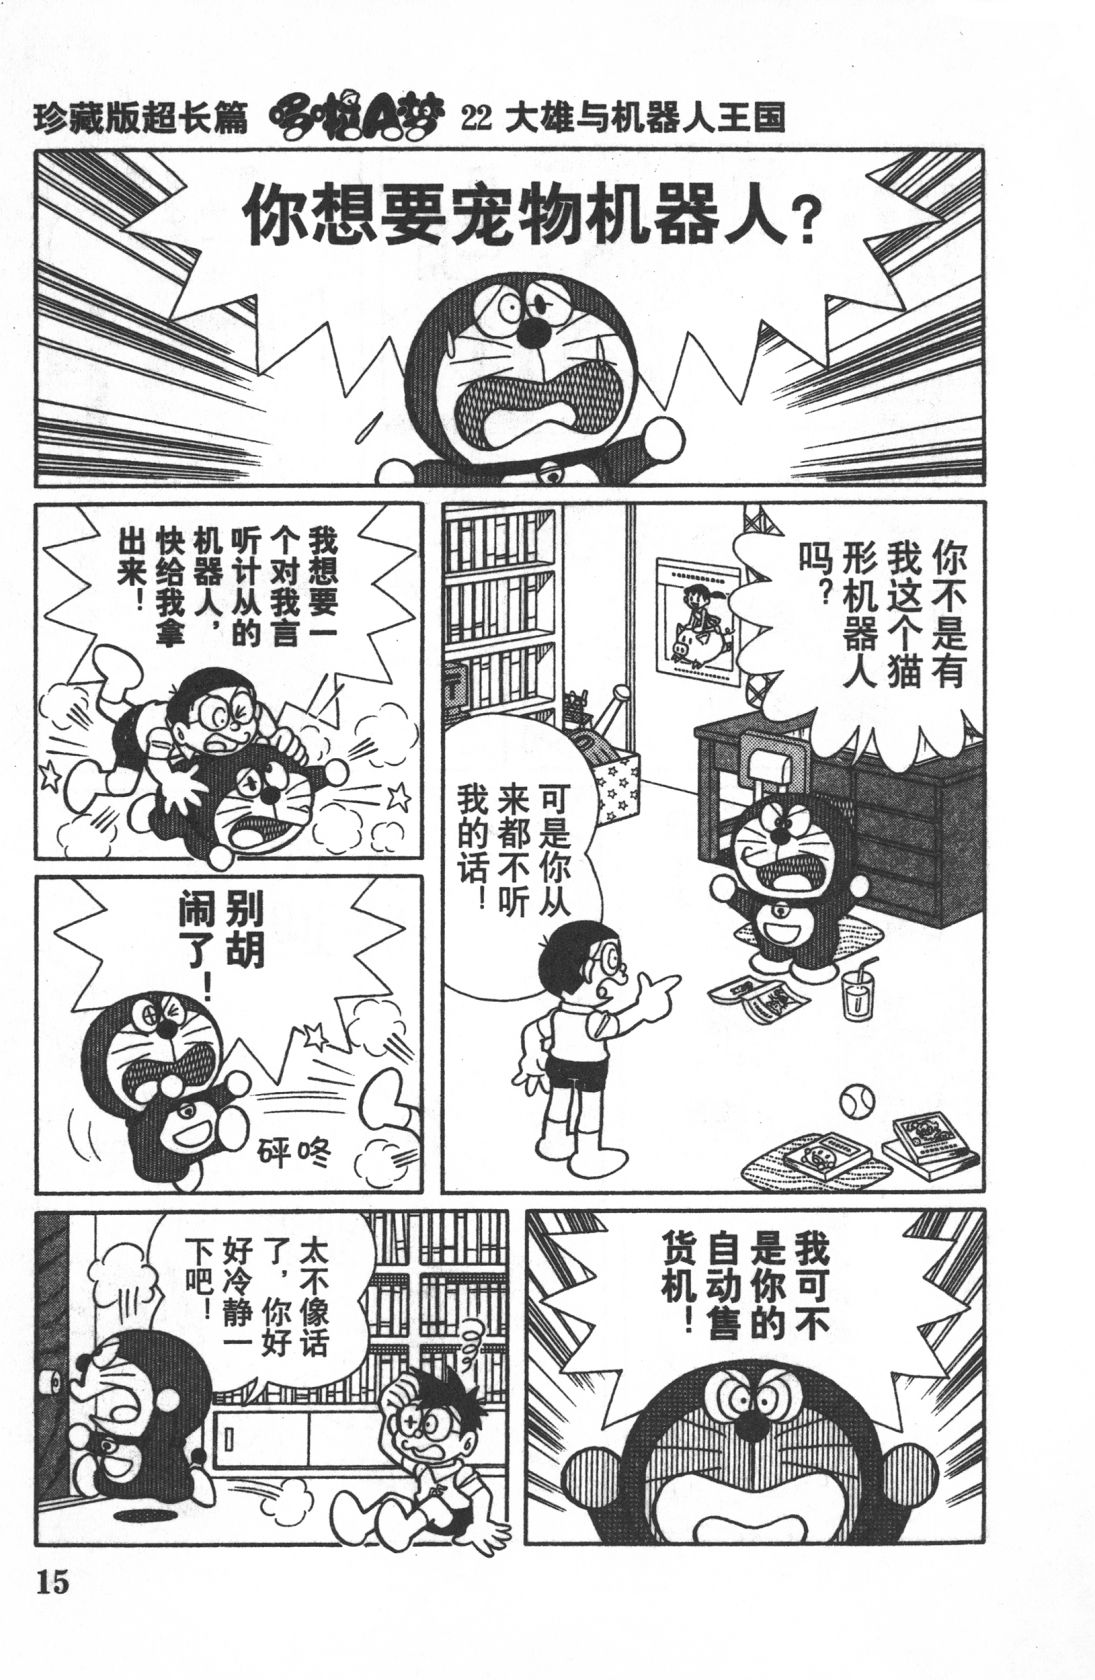 珍藏版超长篇 哆啦A梦 22 大雄与机器人王国
你想要宠物机器人？
你不是有
我这个猫
形机器人
吗？
可是你从
来都不听
我的话！
我想要一
个对我言
听计从的
机器人，
快给我拿
出来！
别胡
闹了！
砰咚
我可不
是你的
自动售
货机！
太不像话
了，你好
好冷静一
下吧！
15